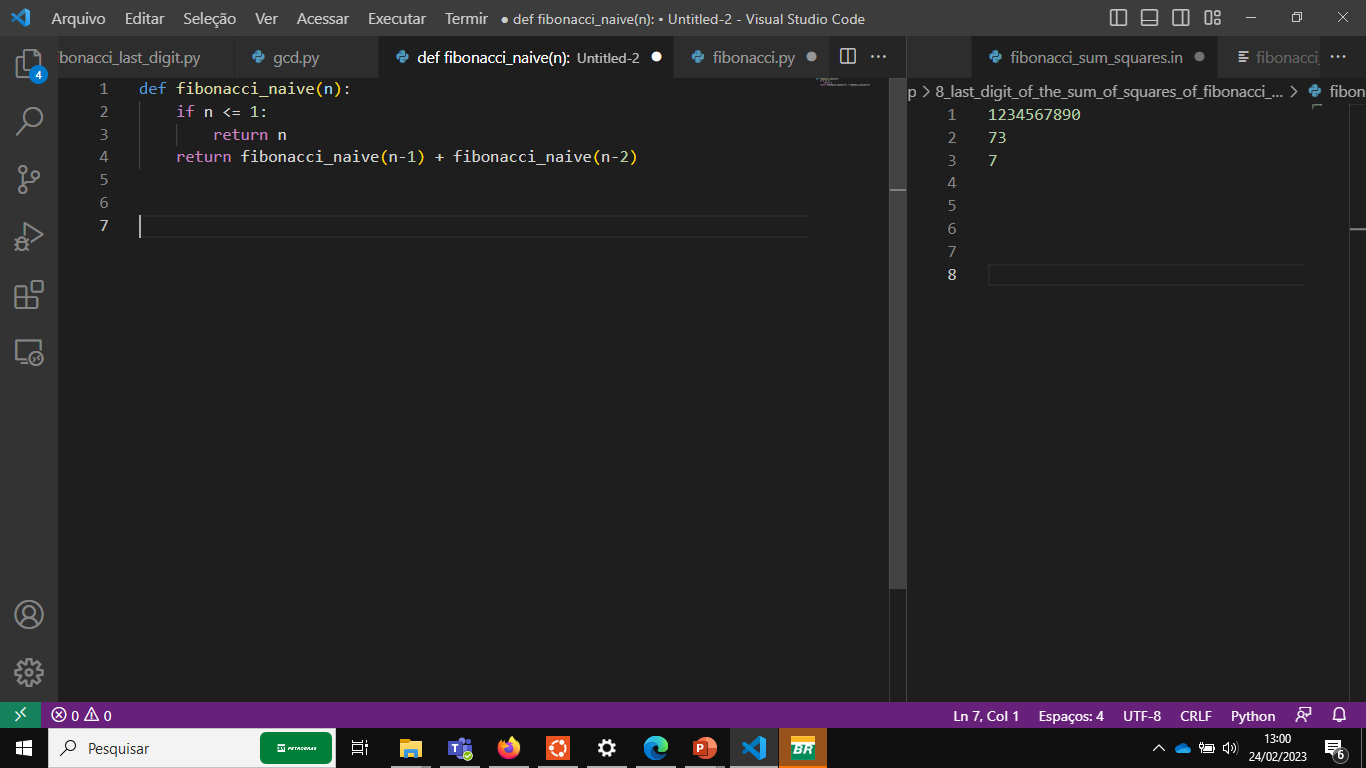 Arquivo Editar Seleção Ver Acessar Executar Termir ● def fibonacci_naive(n): • Untitled-2 - Visual Studio Code
fibonacci_last_digit.py gcd.py def fibonacci_naive(n): Untitled-2 fibonacci.py
fibonacci_sum_squares.in fibonacci_
p > 8_last_digit_of_the_sum_of_squares_of_fibonacci_... > fibon
4
1 def fibonacci_naive(n):
2 if n <= 1:
3 return n
4 return fibonacci_naive(n-1) + fibonacci_naive(n-2)
5
6
7
1 1234567890
2 73
3 7
4
5
6
7
8
0 0 Ln 7, Col 1 Espaços: 4 UTF-8 CRLF Python
Pesquisar BR PETROBRAS BR 13:00
24/02/2023 6